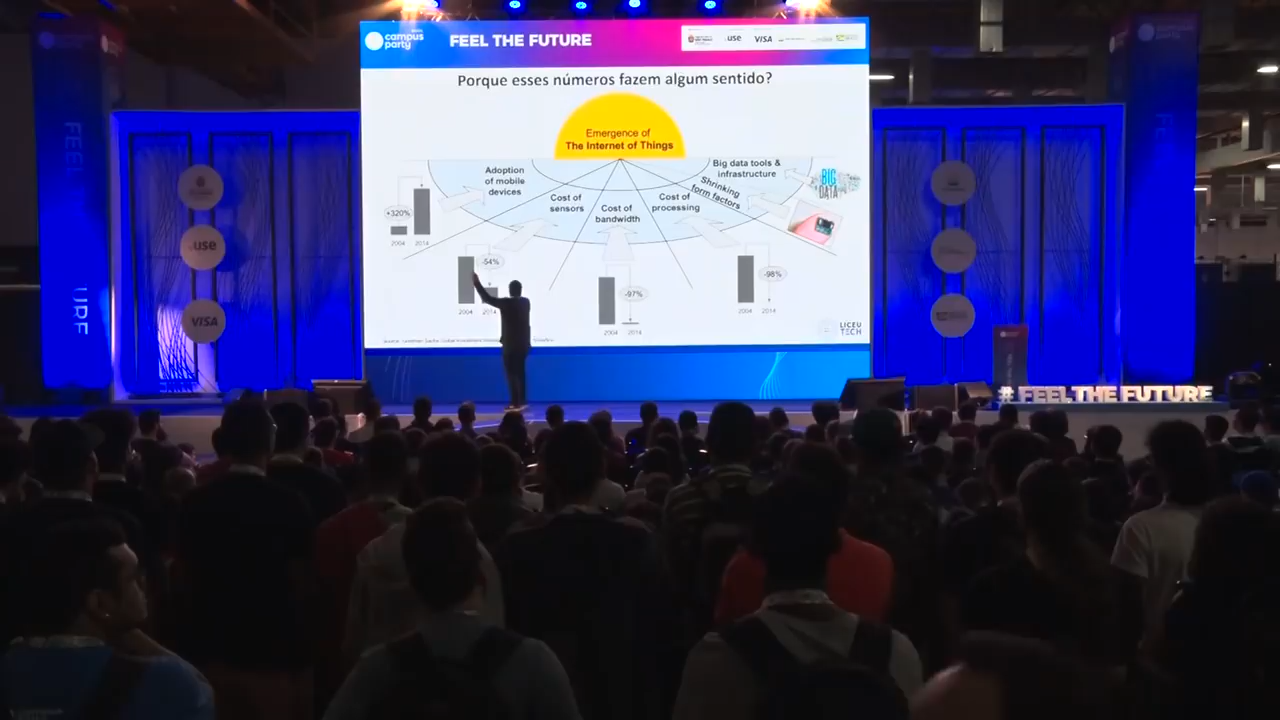 campus
party
FEEL THE FUTURE
.use
VISA
Porque esses números fazem algum sentido?
Emergence of
The Internet of Things
Adoption
of mobile
devices
Cost of
sensors
Cost of
bandwidth
Cost of
processing
Shrinking
form factors
Big data tools &
infrastructure
BIG
DATA
+320%
2004 2014
-54%
2004 2014
-97%
2004 2014
-98%
2004 2014
LICEU
TECH
.use
VISA
# FEEL THE FUTURE